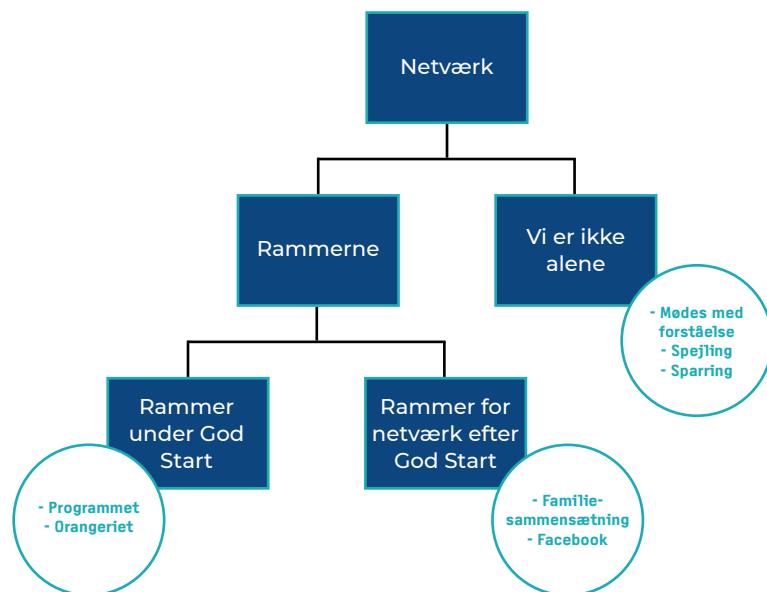 Netværk
Rammerne
Vi er ikke
alene
- Mødes med
forståelse
- Spejling
- Sparring
Rammer
under God
Start
Rammer for
netværk efter
God Start
- Programmet
- Orangeriet
- Familie-
sammensætning
- Facebook